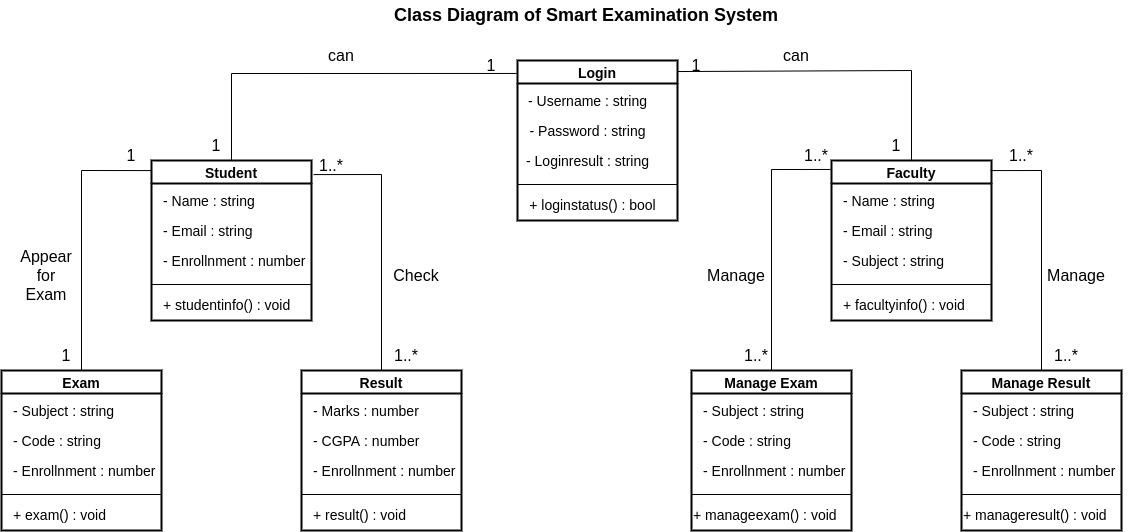 Class Diagram of Smart Examination System
can
1
Login
- Username : string
- Password : string
- Loginresult : string
+ loginstatus() : bool
1
can
1
1
1..*
Student
- Name : string
- Email : string
- Enrollnment : number
+ studentinfo() : void
1..*
1
1..*
Faculty
- Name : string
- Email : string
- Subject : string
+ facultyinfo() : void
Appear
for
Exam
Check
Manage
Manage
1
1..*
1..*
1..*
Exam
- Subject : string
- Code : string
- Enrollnment : number
+ exam() : void
Result
- Marks : number
- CGPA : number
- Enrollnment : number
+ result() : void
Manage Exam
- Subject : string
- Code : string
- Enrollnment : number
+ manageexam() : void
Manage Result
- Subject : string
- Code : string
- Enrollnment : number
+ manageresult() : void